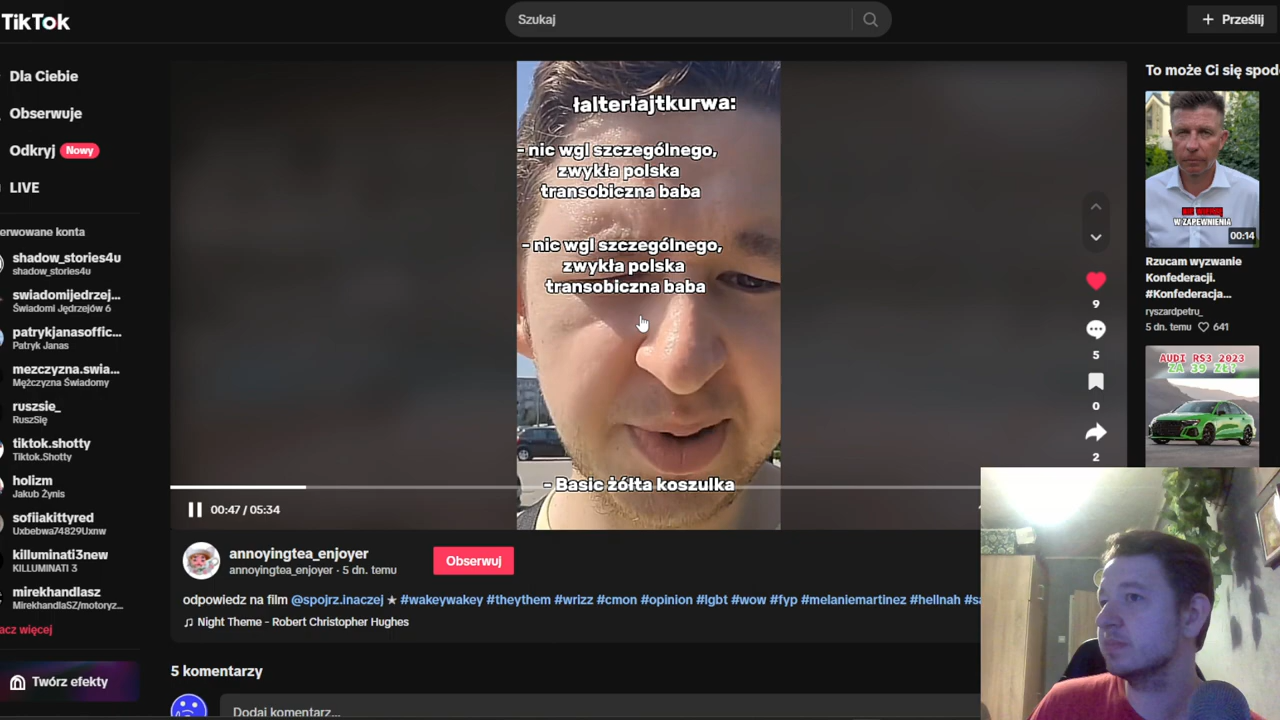 TikTok
Szukaj
Prześlij
Dla Ciebie
Obserwuje
Odkryj Nowy
LIVE
erwowane konta
shadow_stories4u
shadow_stories4u
swiadomijedrzej...
Świadomi Jędrzejów 6
patrykjanasoffic...
Patryk Janas
mezczyzna.swia...
Mężczyzna Świadomy
ruszsie_
RuszSię
tiktok.shotty
Tiktok.Shotty
holizm
Jakub Żynis
sofiiakittyred
Uxbebwa74829Uxnw
killuminati3new
KILLUMINATI 3
mirekhandlasz
MirekhandlaSZ/motoryz...
acz więcej
Twórz efekty
łalterłajtkurwa:
- nic wgl szczególnego,
zwykła polska
transobiczna baba
- nic wgl szczególnego,
zwykła polska
transobiczna baba
- Basic żółta koszulka
00:47 / 05:34
9
5
0
2
annoyingtea_enjoyer
annoyingtea_enjoyer · 5 dn. temu
Obserwuj
odpowiedz na film @spojrz.inaczej ★ #wakeywakey #theythem #wrizz #cmon #opinion #lgbt #wow #fyp #melaniemartinez #hellnah #sa
♫ Night Theme - Robert Christopher Hughes
5 komentarzy
Dodaj komentarz...
To może Ci się spod
W ZAPEWNIENIA
00:14
Rzucam wyzwanie
Konfederacji.
#Konfederacja...
ryszardpetru_
5 dn. temu 641
AUDI RS3 2023
ZA 39 ZŁ?